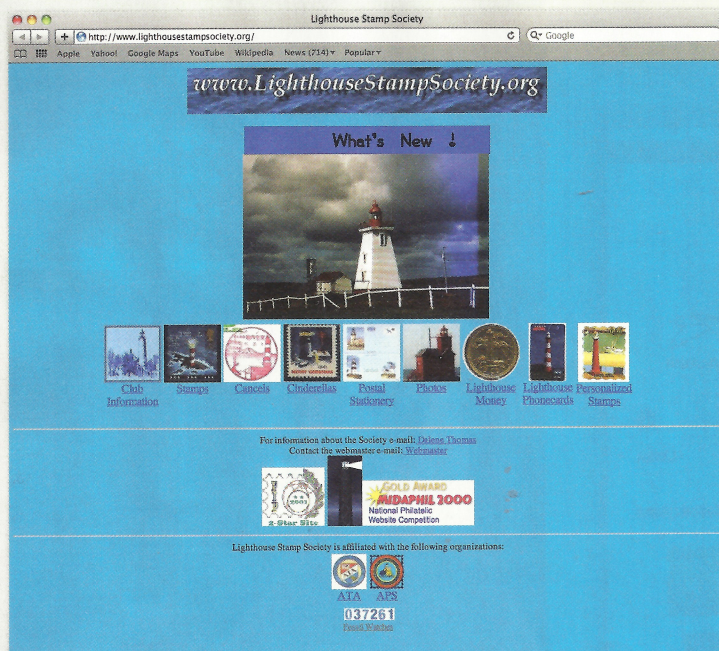 Lighthouse Stamp Society
http://www.lighthousestampsociety.org/
Google
Apple Yahoo! Google Maps YouTube Wikipedia News (714) Popular
www.LighthouseStampSociety.org
What's New !
Club Information
Stamps
Cancels
Cinderellas
Postal Stationery
Photos
Lighthouse Money
Lighthouse Phonecards
Personalized Stamps
For information about the Society e-mail: Dalene Thomas
Contact the webmaster e-mail: Webmaster
2003
2-Star Site
GOLD AWARD
MIDAPHIL 2000
National Philatelic
Website Competition
Lighthouse Stamp Society is affiliated with the following organizations:
ATA APS
037261